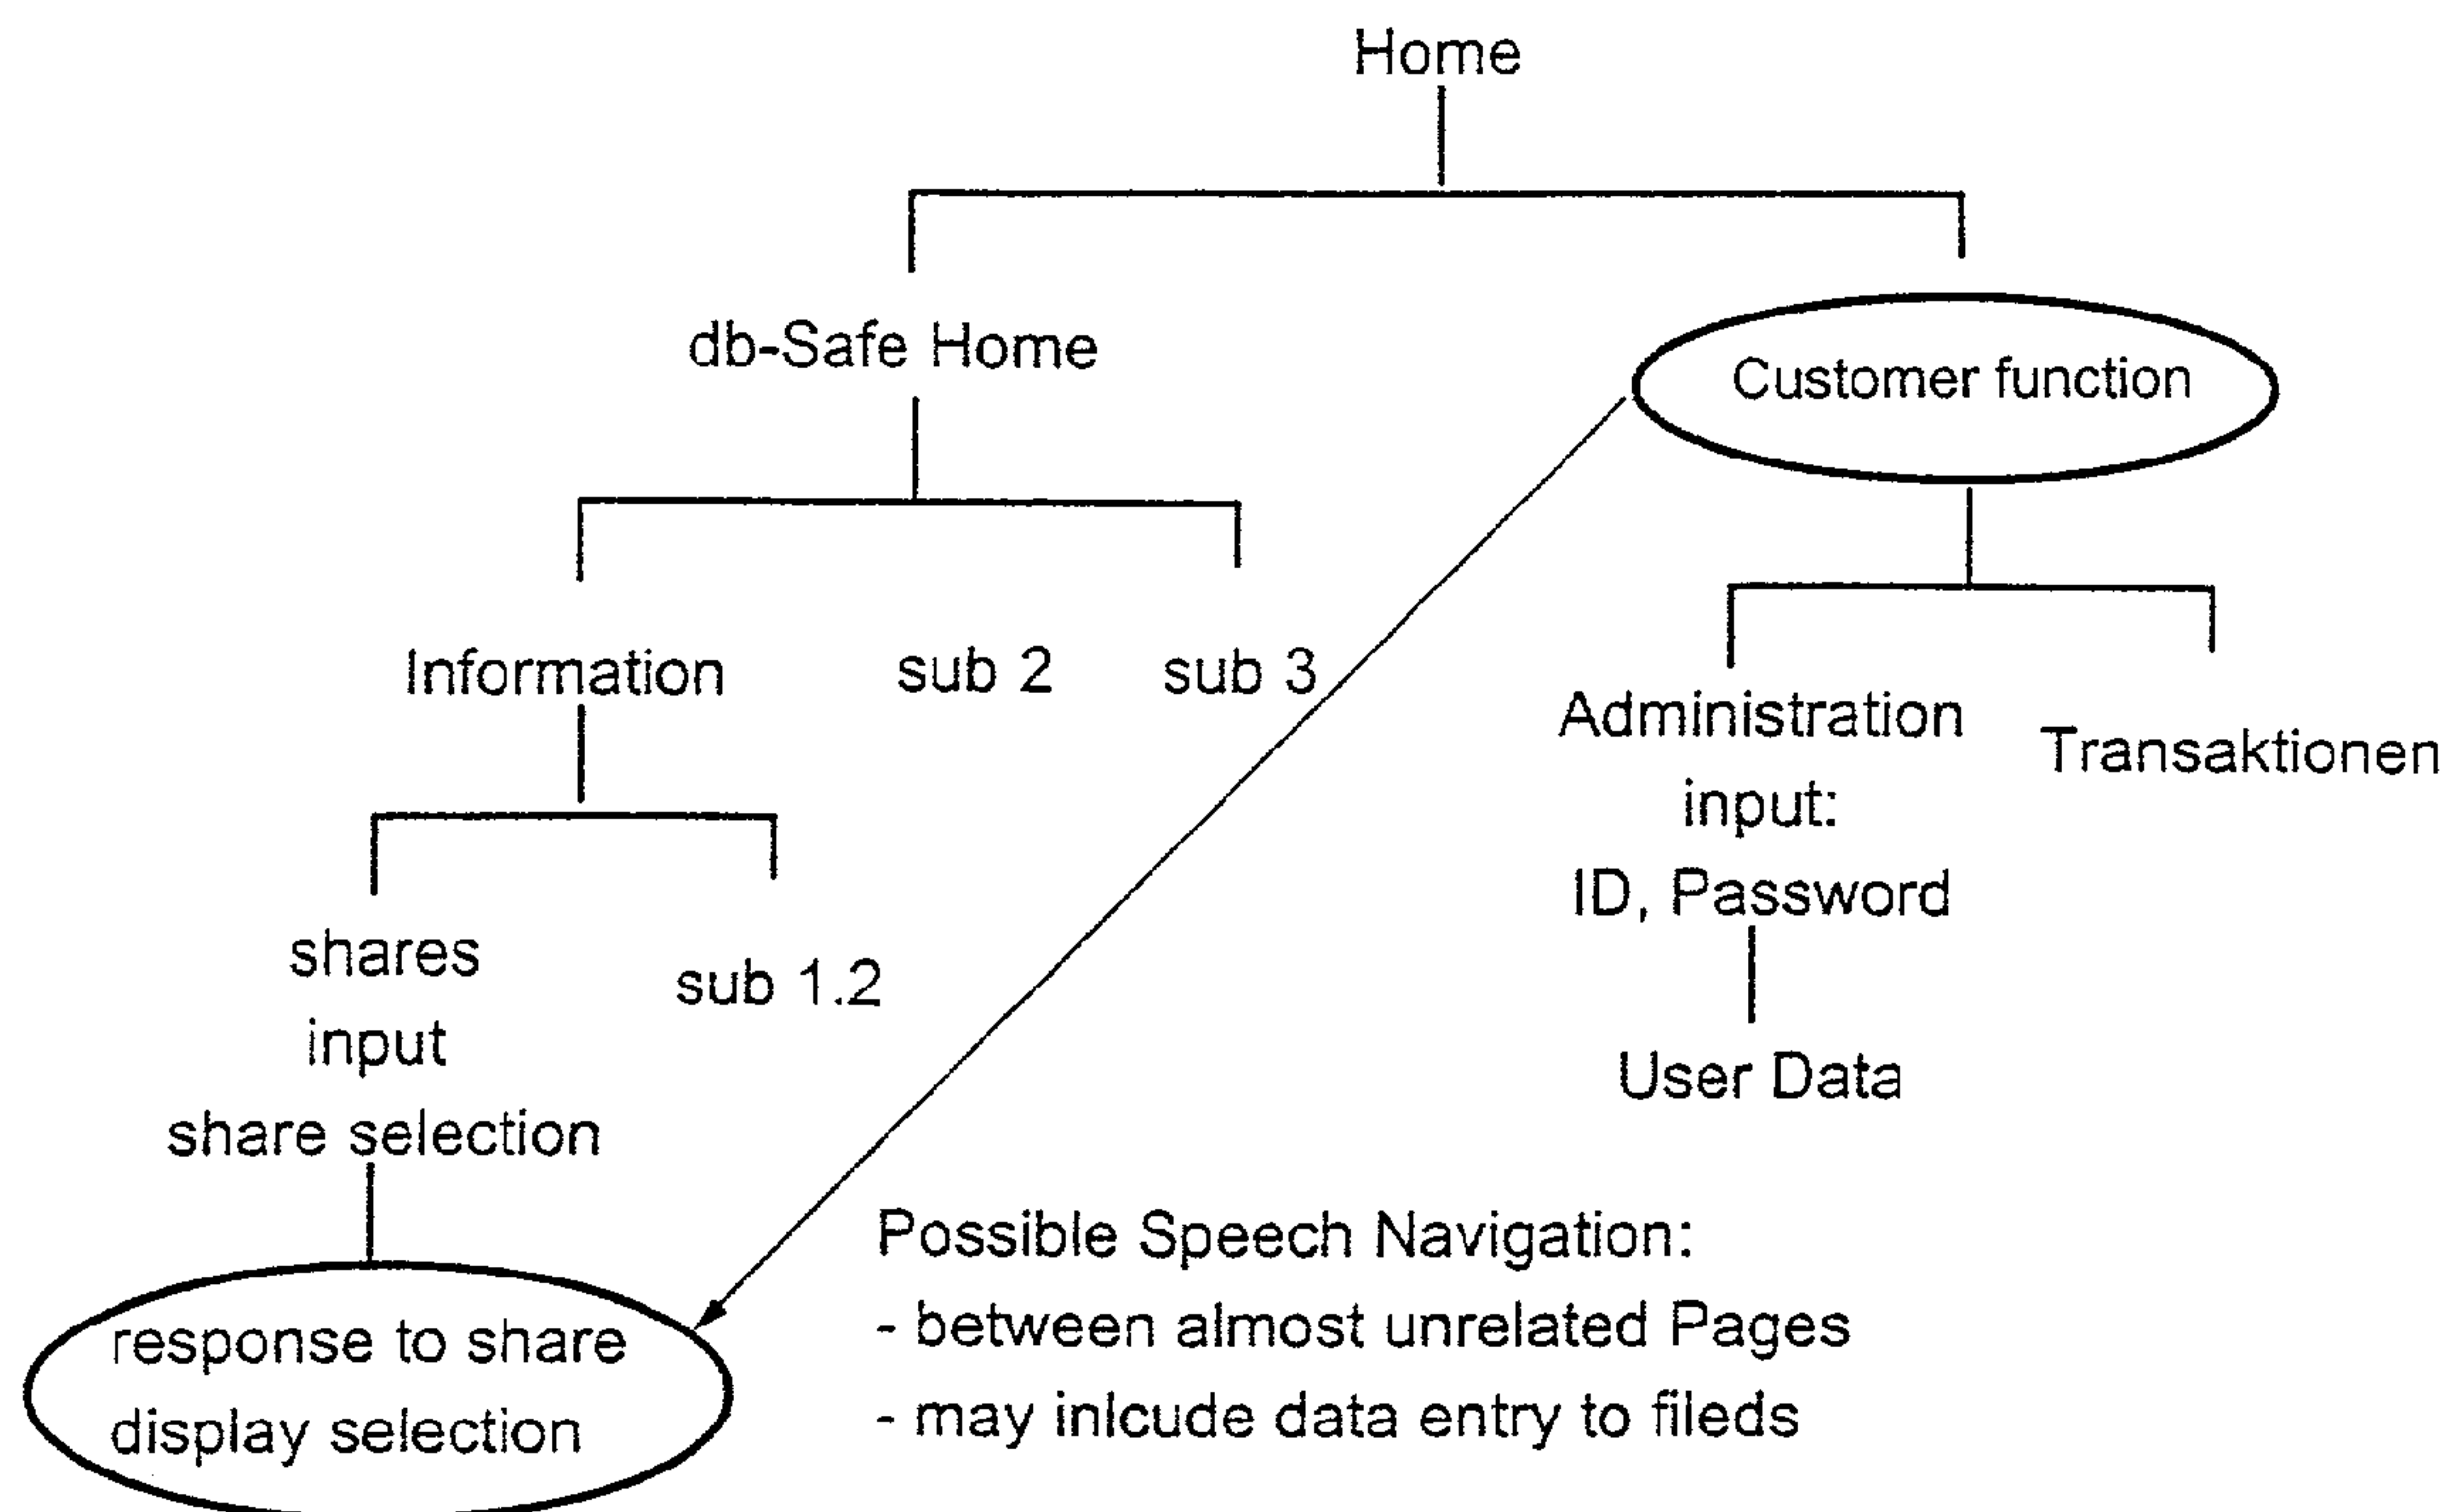 Home
db-Safe Home
Customer function
Information
sub 2
sub 3
Administration
input:
ID, Password
Transaktionen
shares
input
share selection
sub 1.2
User Data
response to share
display selection
Possible Speech Navigation:
- between almost unrelated Pages
- may inlcude data entry to fileds